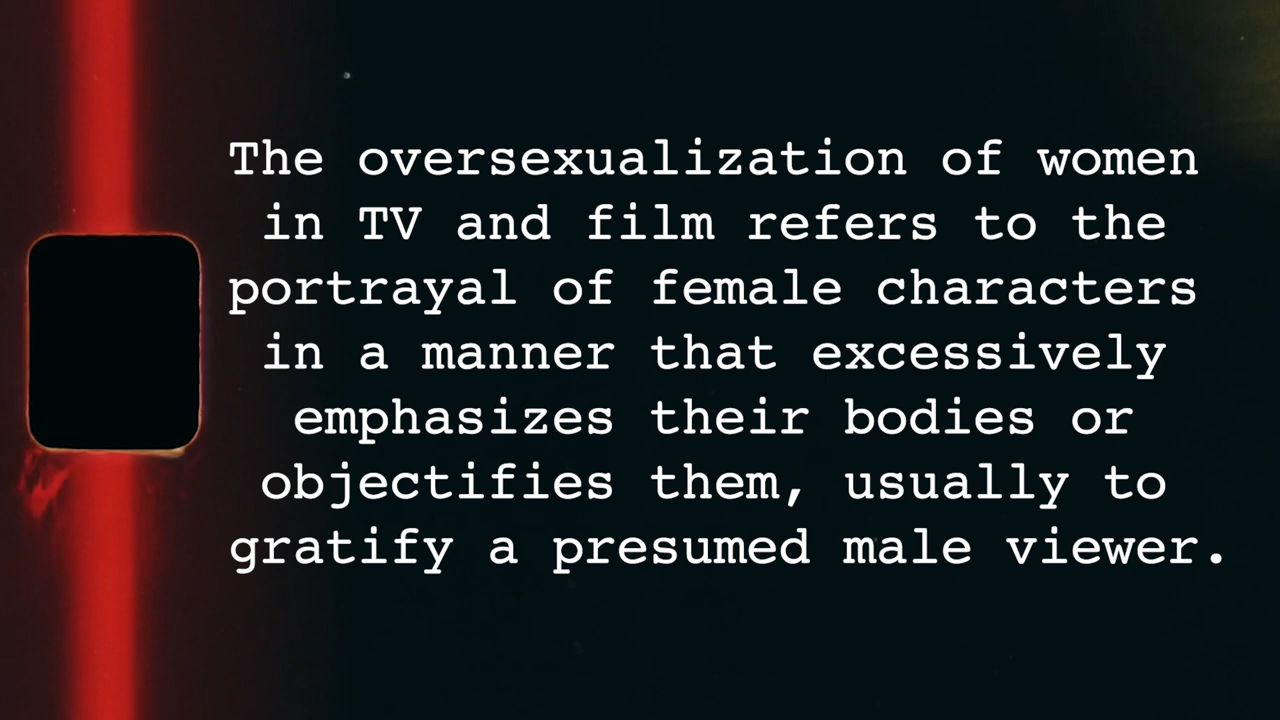 The oversexualization of women
in TV and film refers to the
portrayal of female characters
in a manner that excessively
emphasizes their bodies or
objectifies them, usually to
gratify a presumed male viewer.